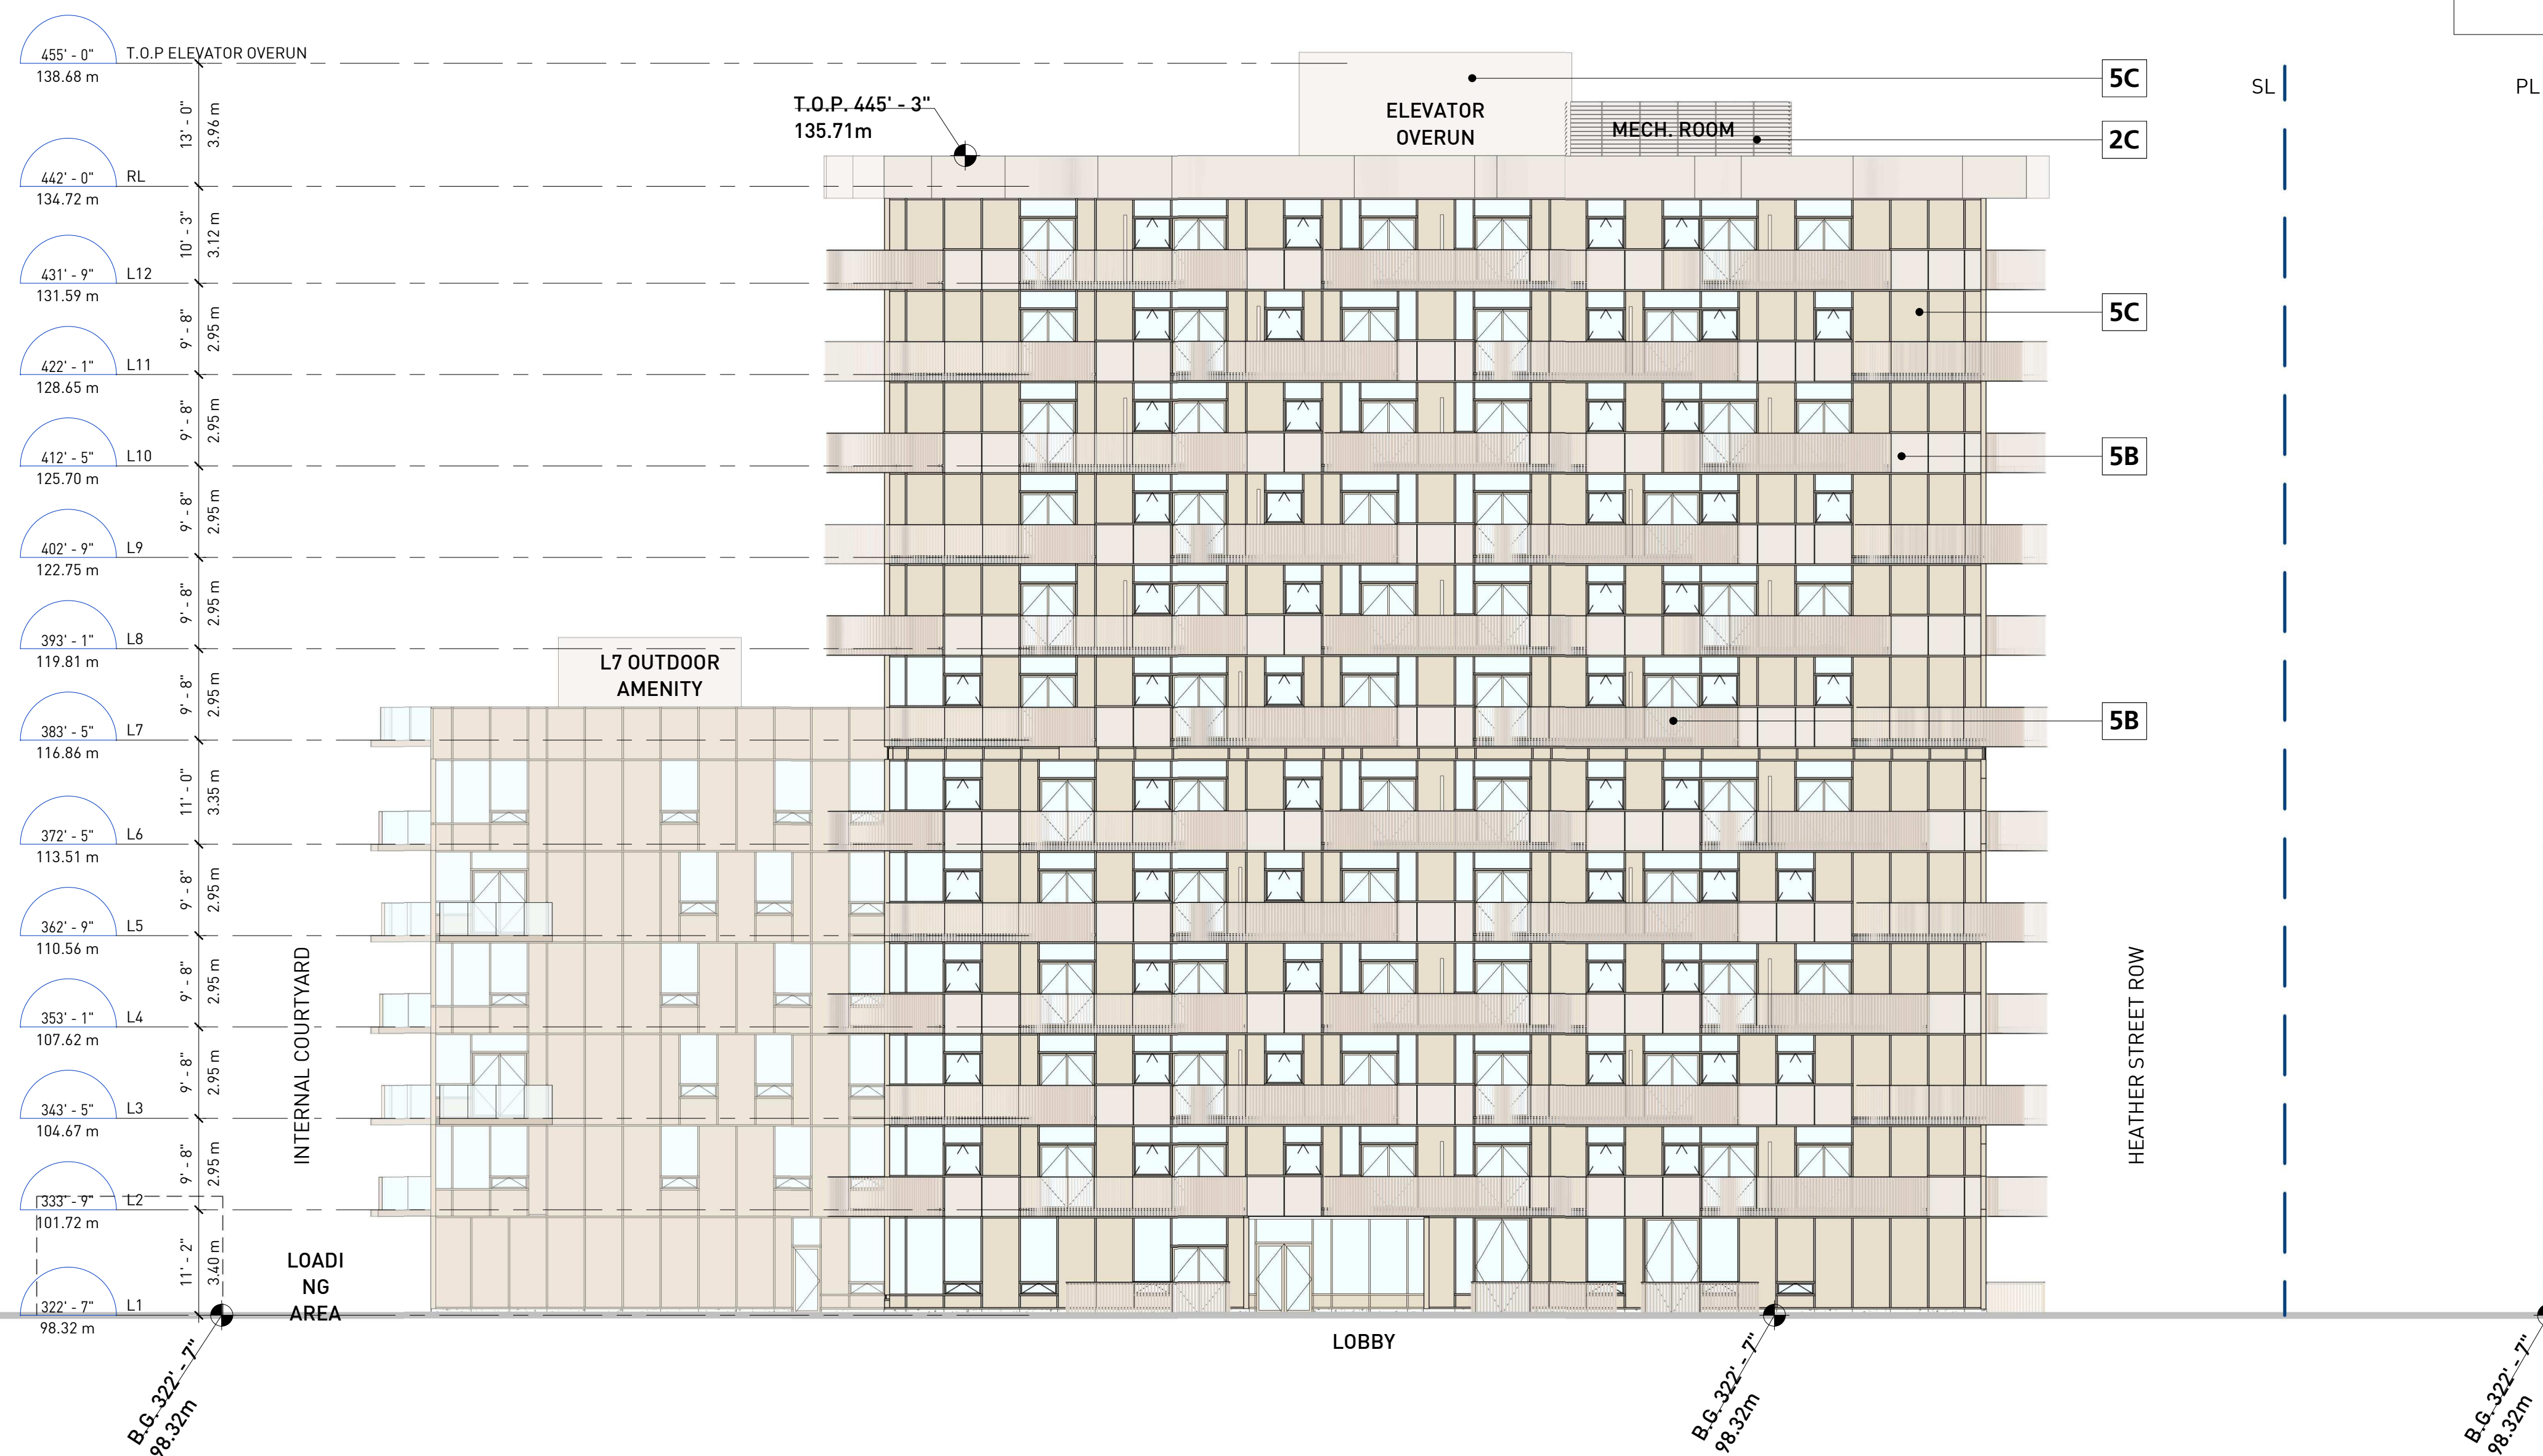 455' - 0"
T.O.P ELEVATOR OVERUN
138.68 m
13' - 0"
3.96 m
T.O.P. 445' - 3"
135.71m
ELEVATOR
OVERUN
MECH. ROOM
5C
2C
SL
PL
442' - 0"
RL
134.72 m
10' - 3"
3.12 m
431' - 9"
L12
131.59 m
9' - 8"
2.95 m
5C
422' - 1"
L11
128.65 m
9' - 8"
2.95 m
412' - 5"
L10
125.70 m
5B
9' - 8"
2.95 m
402' - 9"
L9
122.75 m
9' - 8"
2.95 m
393' - 1"
L8
119.81 m
L7 OUTDOOR
AMENITY
9' - 8"
2.95 m
383' - 5"
L7
116.86 m
5B
11' - 0"
3.35 m
372' - 5"
L6
113.51 m
9' - 8"
2.95 m
362' - 9"
L5
110.56 m
9' - 8"
2.95 m
353' - 1"
L4
107.62 m
INTERNAL COURTYARD
HEATHER STREET ROW
9' - 8"
2.95 m
343' - 5"
L3
104.67 m
9' - 8"
2.95 m
333' - 9"
L2
101.72 m
11' - 2"
3.40 m
LOADI
NG
AREA
322' - 7"
L1
98.32 m
LOBBY
B.G. 322' - 7"
98.32m
B.G. 322' - 7"
98.32m
B.G. 322' - 7"
98.32m